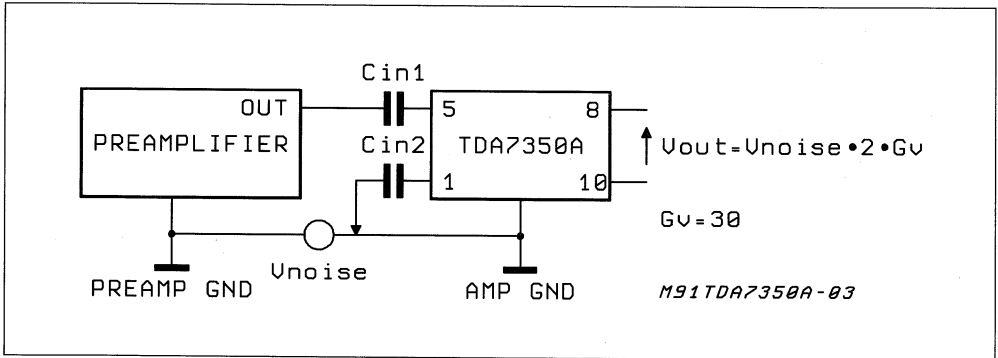 Cin1
OUT
5
8
PREAMPLIFIER
Cin2
TDA7350A
Vout=Vnoise•2•Gv
1
10
Gv=30
Vnoise
PREAMP GND
AMP GND
M91TDA7350A-03